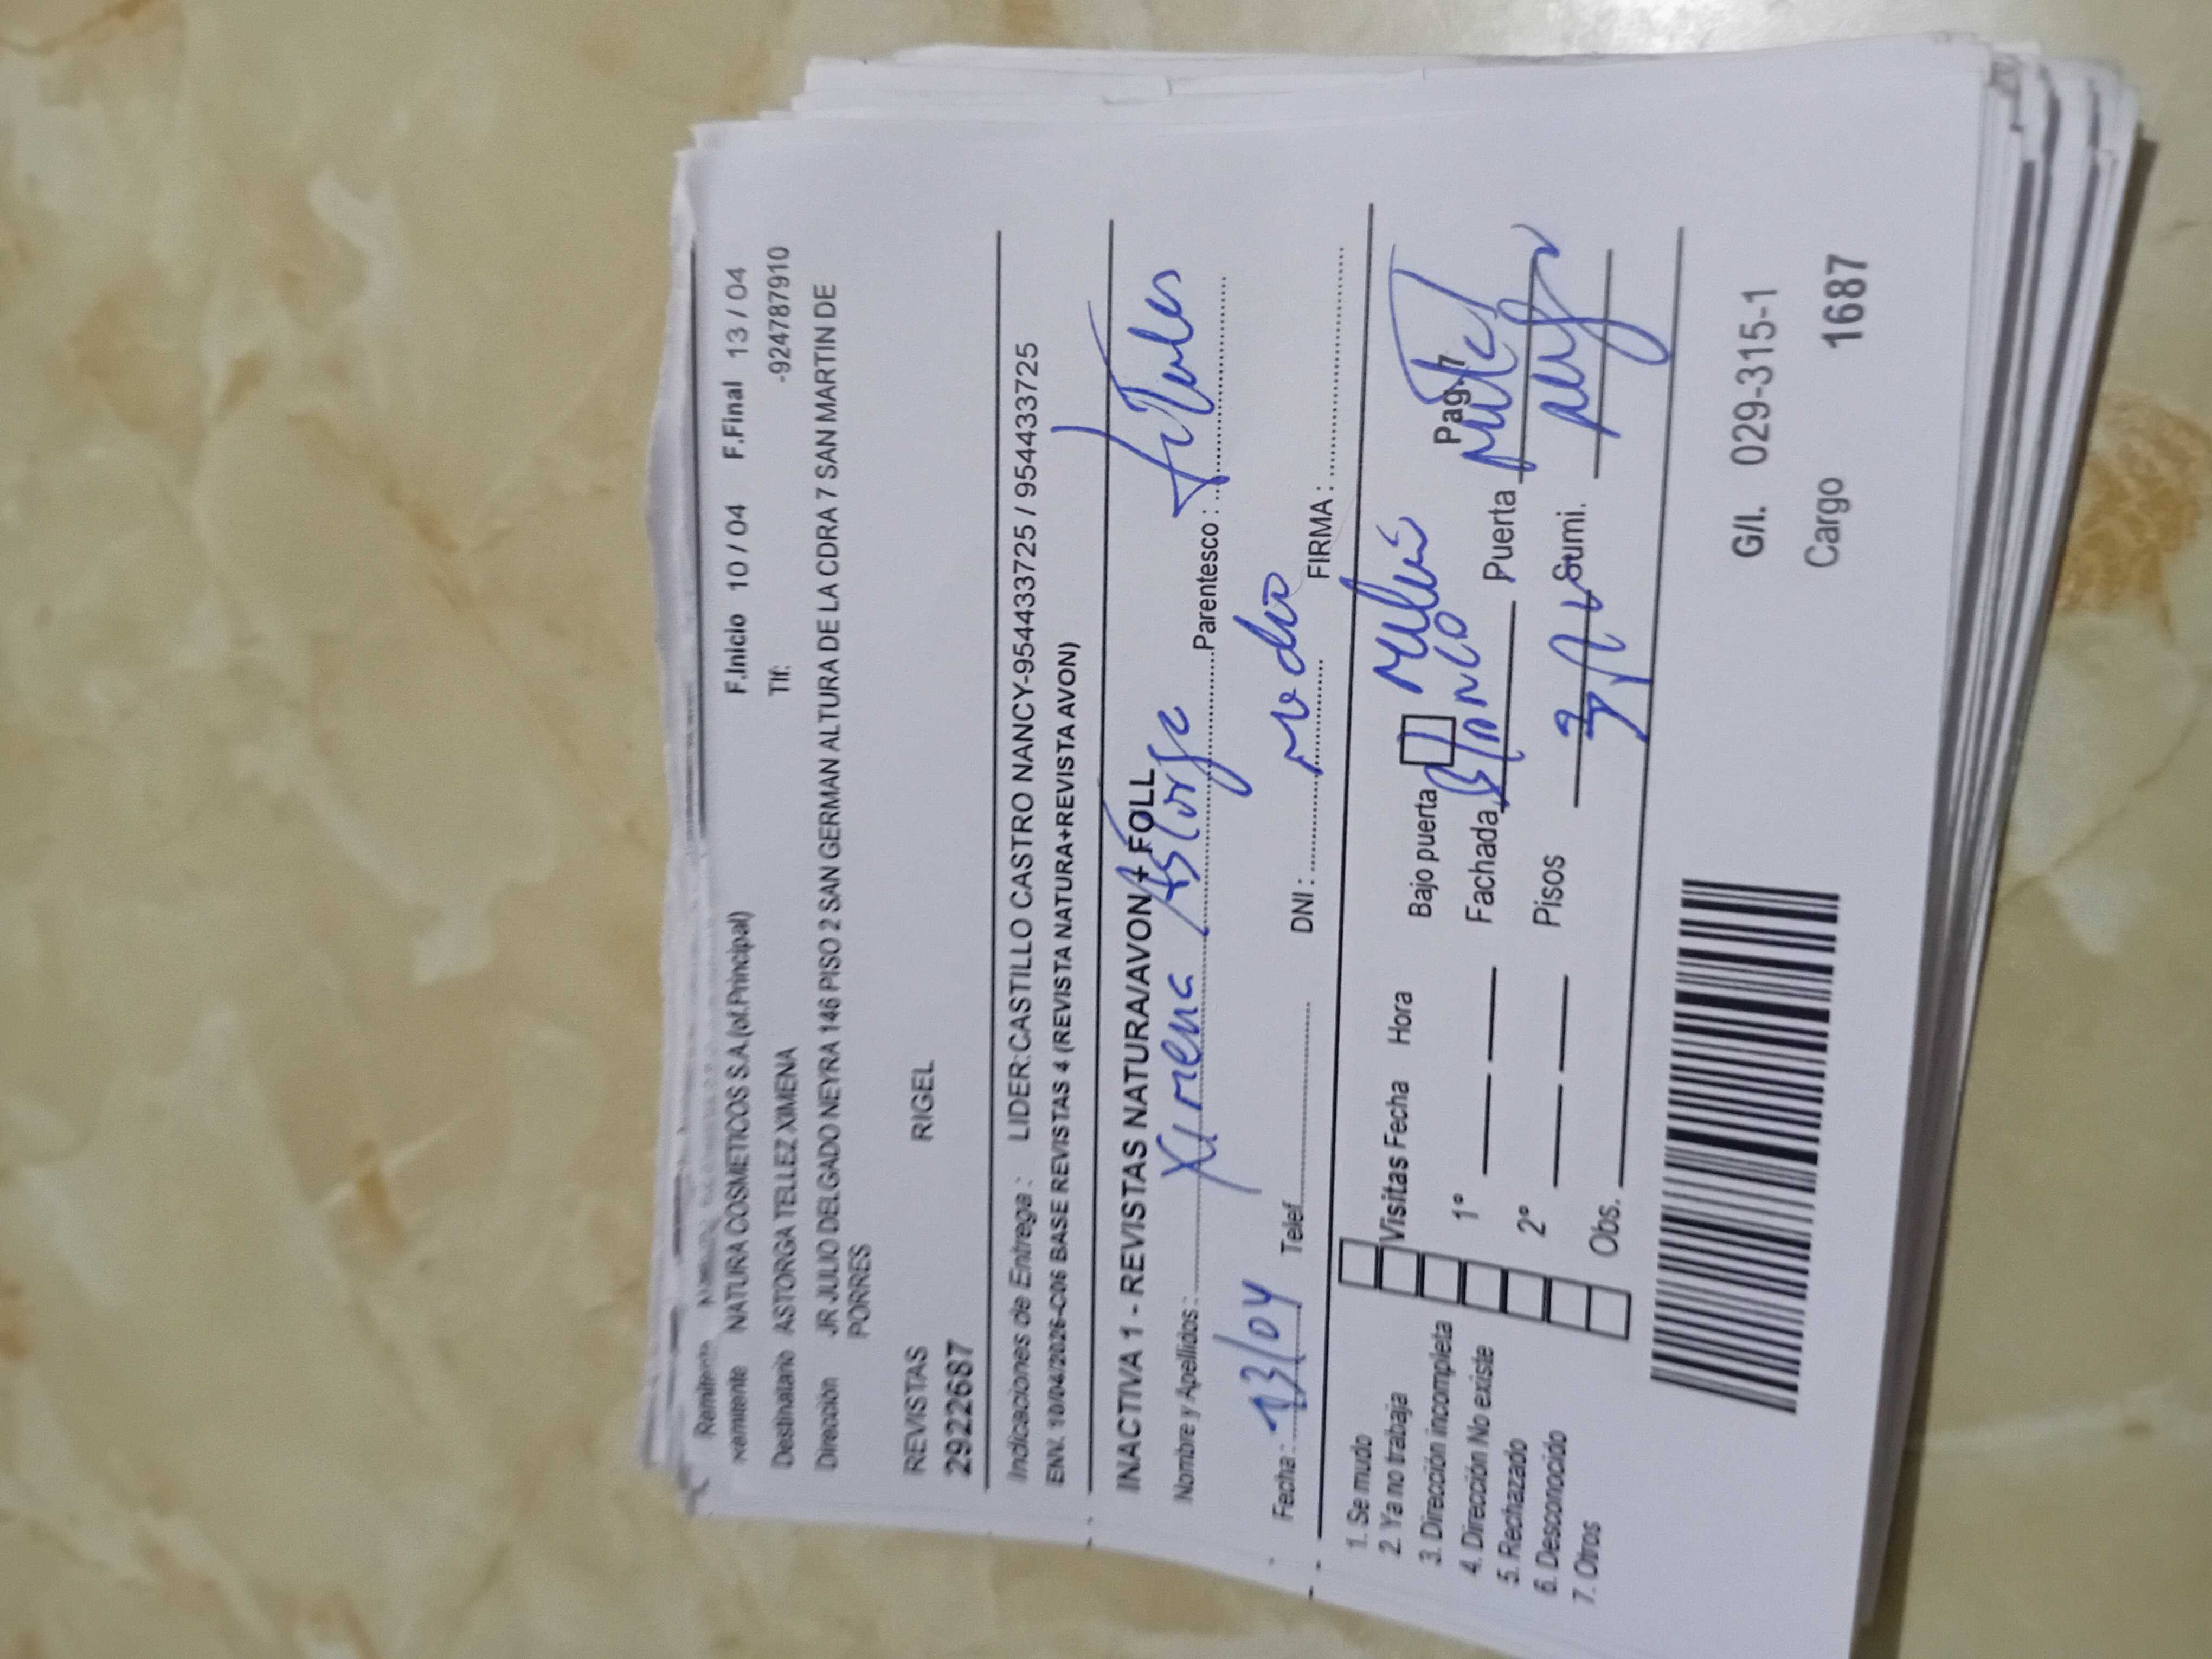 Remitente
Remitente NATURA COSMETICOS S.A.(of.Principal) F.Inicio 10 / 04 F.Final 13 / 04
Destinatario ASTORGA TELLEZ XIMENA Tlf: -924787910
Dirección JR JULIO DELGADO NEYRA 146 PISO 2 SAN GERMAN ALTURA DE LA CDRA 7 SAN MARTIN DE
PORRES
REVISTAS RIGEL
2922687
Indicaciones de Entrega : LIDER:CASTILLO CASTRO NANCY-954433725 / 954433725
ENV. 10/04/2026-C06 BASE REVISTAS 4 (REVISTA NATURA+REVISTA AVON)
INACTIVA 1 - REVISTAS NATURA/AVON + FOLL
Nombre y Apellidos: Ximena Astorga Parentesco :
Fecha : 13/04 Telef. DNI : FIRMA :
1. Se mudo
2. Ya no trabaja
3. Dirección incompleta
4. Dirección No existe
5. Rechazado
6. Desconocido
7. Otros
Visitas Fecha Hora
1°
2°
Obs.
Bajo puerta Pag. 7
Fachada Blanco Puerta
Pisos Sumi.
G/I. 029-315-1
Cargo 1687